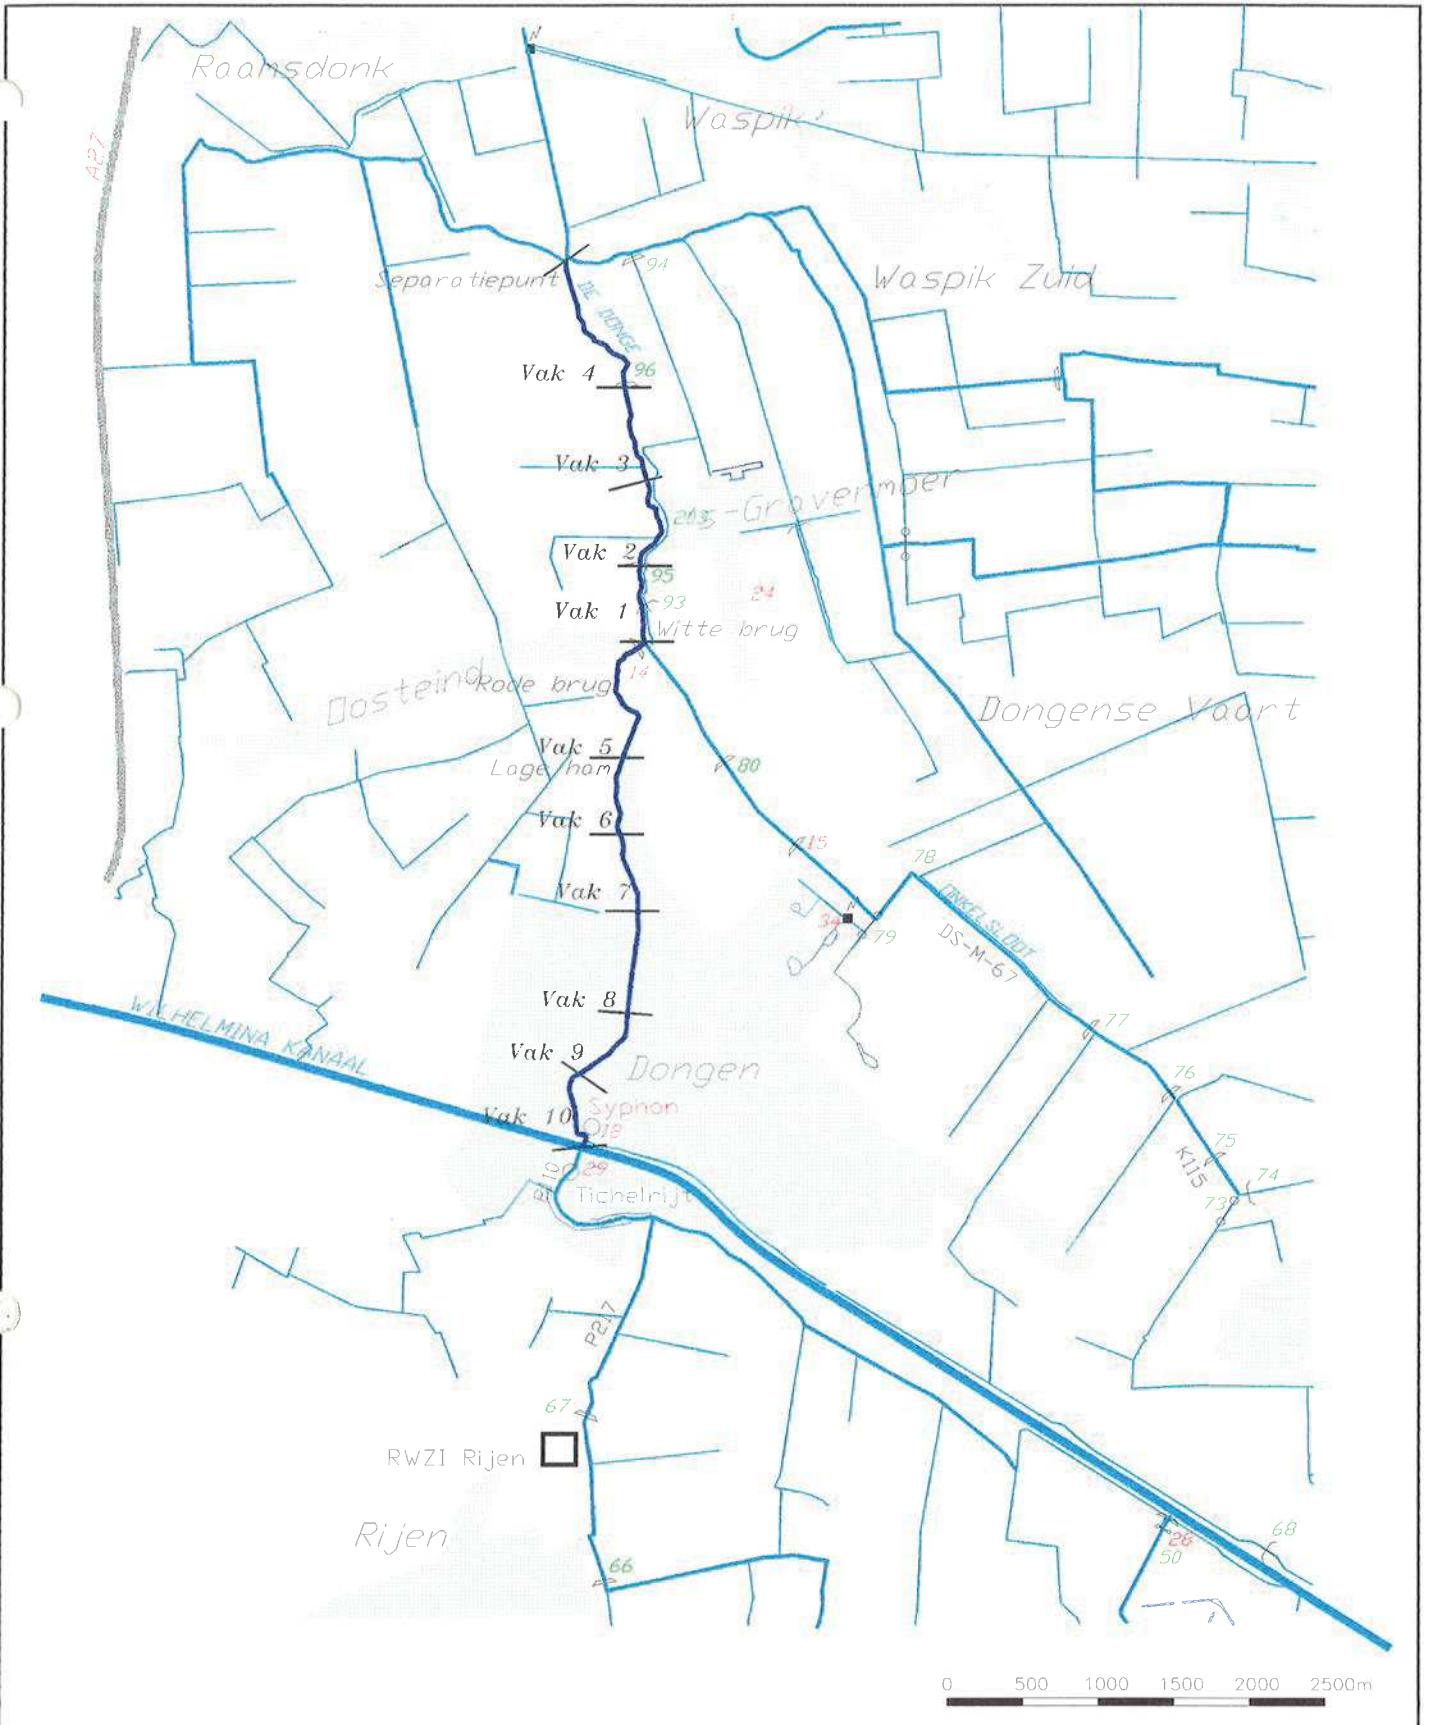 N
Raamsdonk
Waspik
A27
94
Waspik Zuid
Separatiepunt
DE DONGE
Vak 4
96
Vak 3
's-Gravenmoer
Vak 2
95
24
Vak 1
93
Witte brug
14
Oosteind
Rode brug
Dongense Vaart
Vak 5
Lage ham
80
Vak 6
15
78
Vak 7
N
34
79
DS-M-67
Vak 8
WILHELMINA KANAAL
77
Vak 9
Dongen
76
Vak 10
Syphon
18
75
K115
29
74
Tichelrijt
73
P217
67
RWZI Rijen
Rijen
28
68
50
66
0 500 1000 1500 2000 2500m